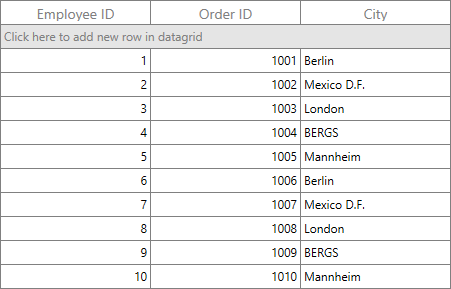 Employee ID Order ID City
Click here to add new row in datagrid
1 1001 Berlin
2 1002 Mexico D.F.
3 1003 London
4 1004 BERGS
5 1005 Mannheim
6 1006 Berlin
7 1007 Mexico D.F.
8 1008 London
9 1009 BERGS
10 1010 Mannheim